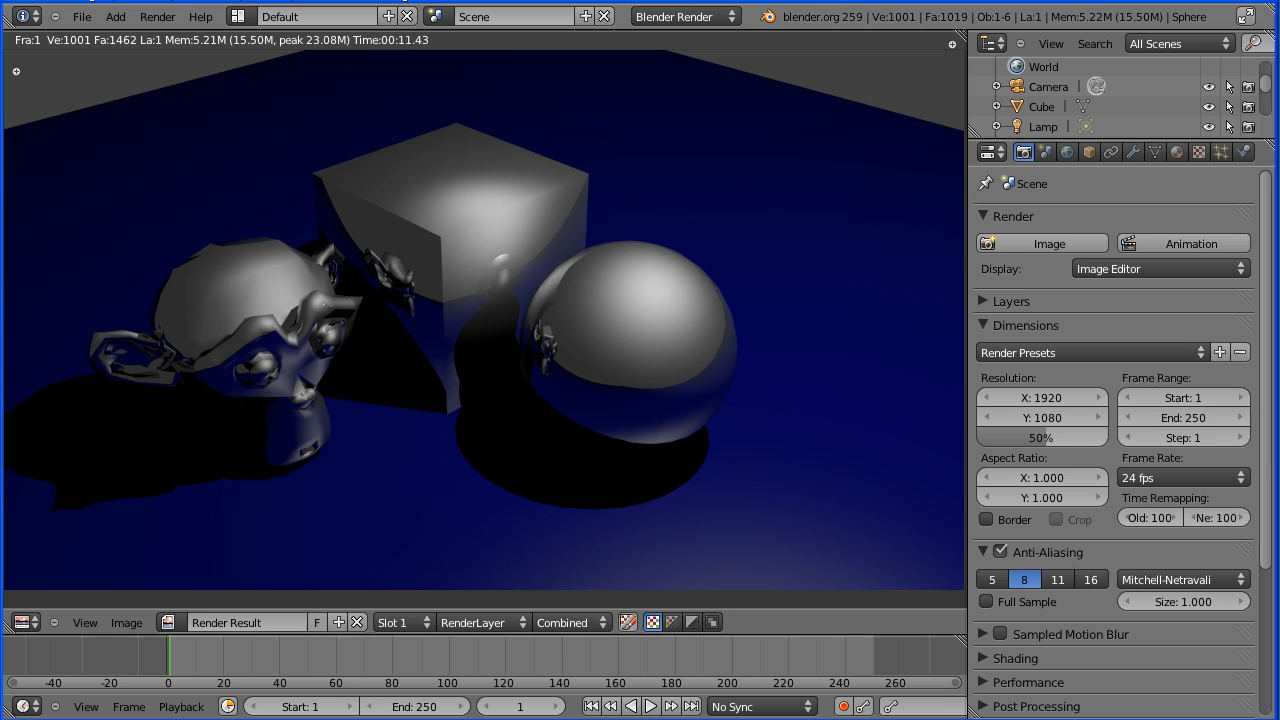 File Add Render Help Default Scene Blender Render blender.org 259 | Ve:1001 | Fa:1019 | Ob:1-6 | La:1 | Mem:5.22M (15.50M) | Sphere
Fra:1 Ve:1001 Fa:1462 La:1 Mem:5.21M (15.50M, peak 23.08M) Time:00:11.43
View Search All Scenes
World
Camera
Cube
Lamp
Scene
Render
Image Animation
Display: Image Editor
Layers
Dimensions
Render Presets
Resolution: Frame Range:
X: 1920 Start: 1
Y: 1080 End: 250
50% Step: 1
Aspect Ratio: Frame Rate:
X: 1.000 24 fps
Y: 1.000 Time Remapping:
Border Crop Old: 100 Ne: 100
Anti-Aliasing
5 8 11 16 Mitchell-Netravali
Full Sample Size: 1.000
Sampled Motion Blur
Shading
Performance
Post Processing
View Image Render Result F Slot 1 RenderLayer Combined
-40 -20 0 20 40 60 80 100 120 140 160 180 200 220 240 260
View Frame Playback Start: 1 End: 250 1 No Sync